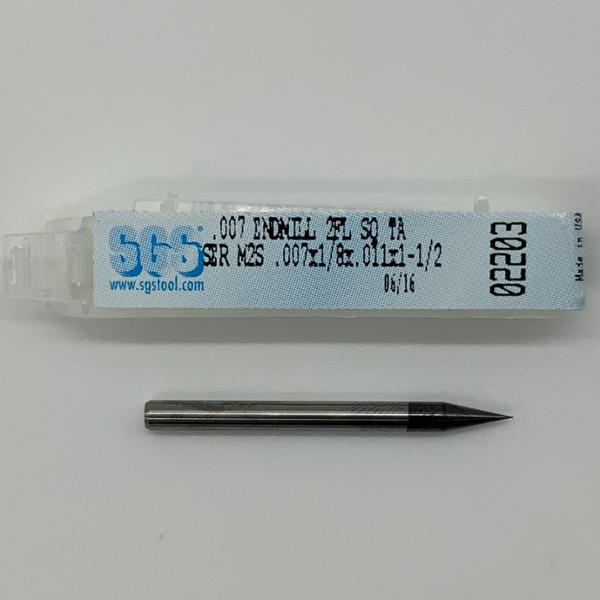 SGS
.007 ENDMILL 2FL SQ TA
SER M2S .007x1/8x.011x1-1/2
06/16
www.sgstool.com
02203
Made in USA